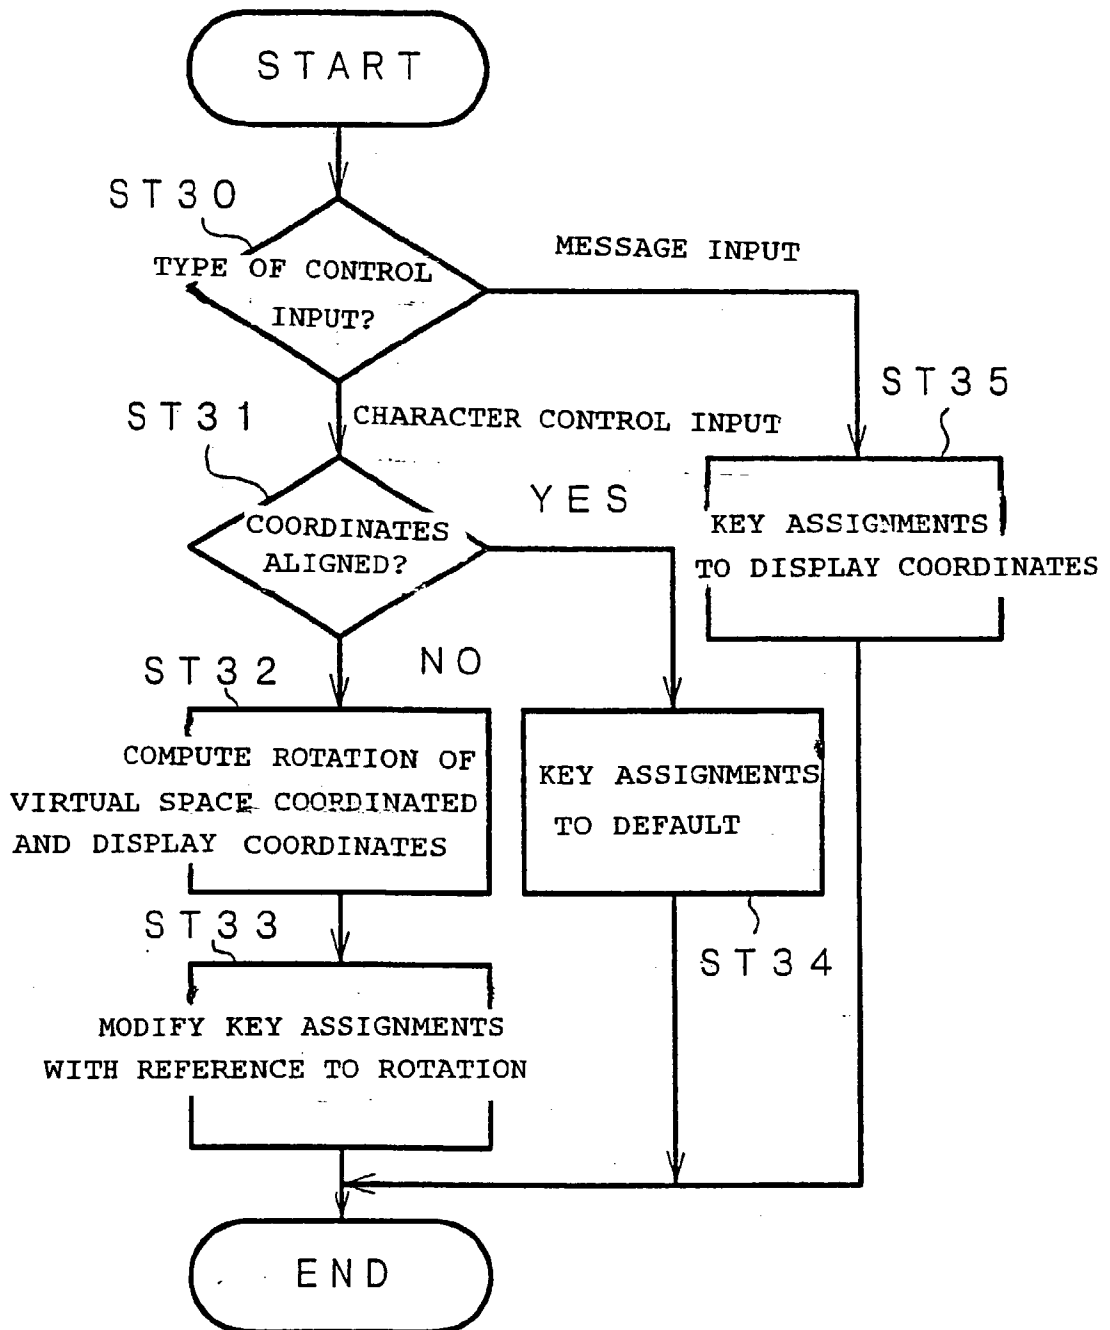 START
ST30
TYPE OF CONTROL
INPUT?
MESSAGE INPUT
ST35
ST31
CHARACTER CONTROL INPUT
YES
COORDINATES
ALIGNED?
KEY ASSIGNMENTS
TO DISPLAY COORDINATES
NO
ST32
COMPUTE ROTATION OF
VIRTUAL SPACE COORDINATED
AND DISPLAY COORDINATES
KEY ASSIGNMENTS
TO DEFAULT
ST33
ST34
MODIFY KEY ASSIGNMENTS
WITH REFERENCE TO ROTATION
END